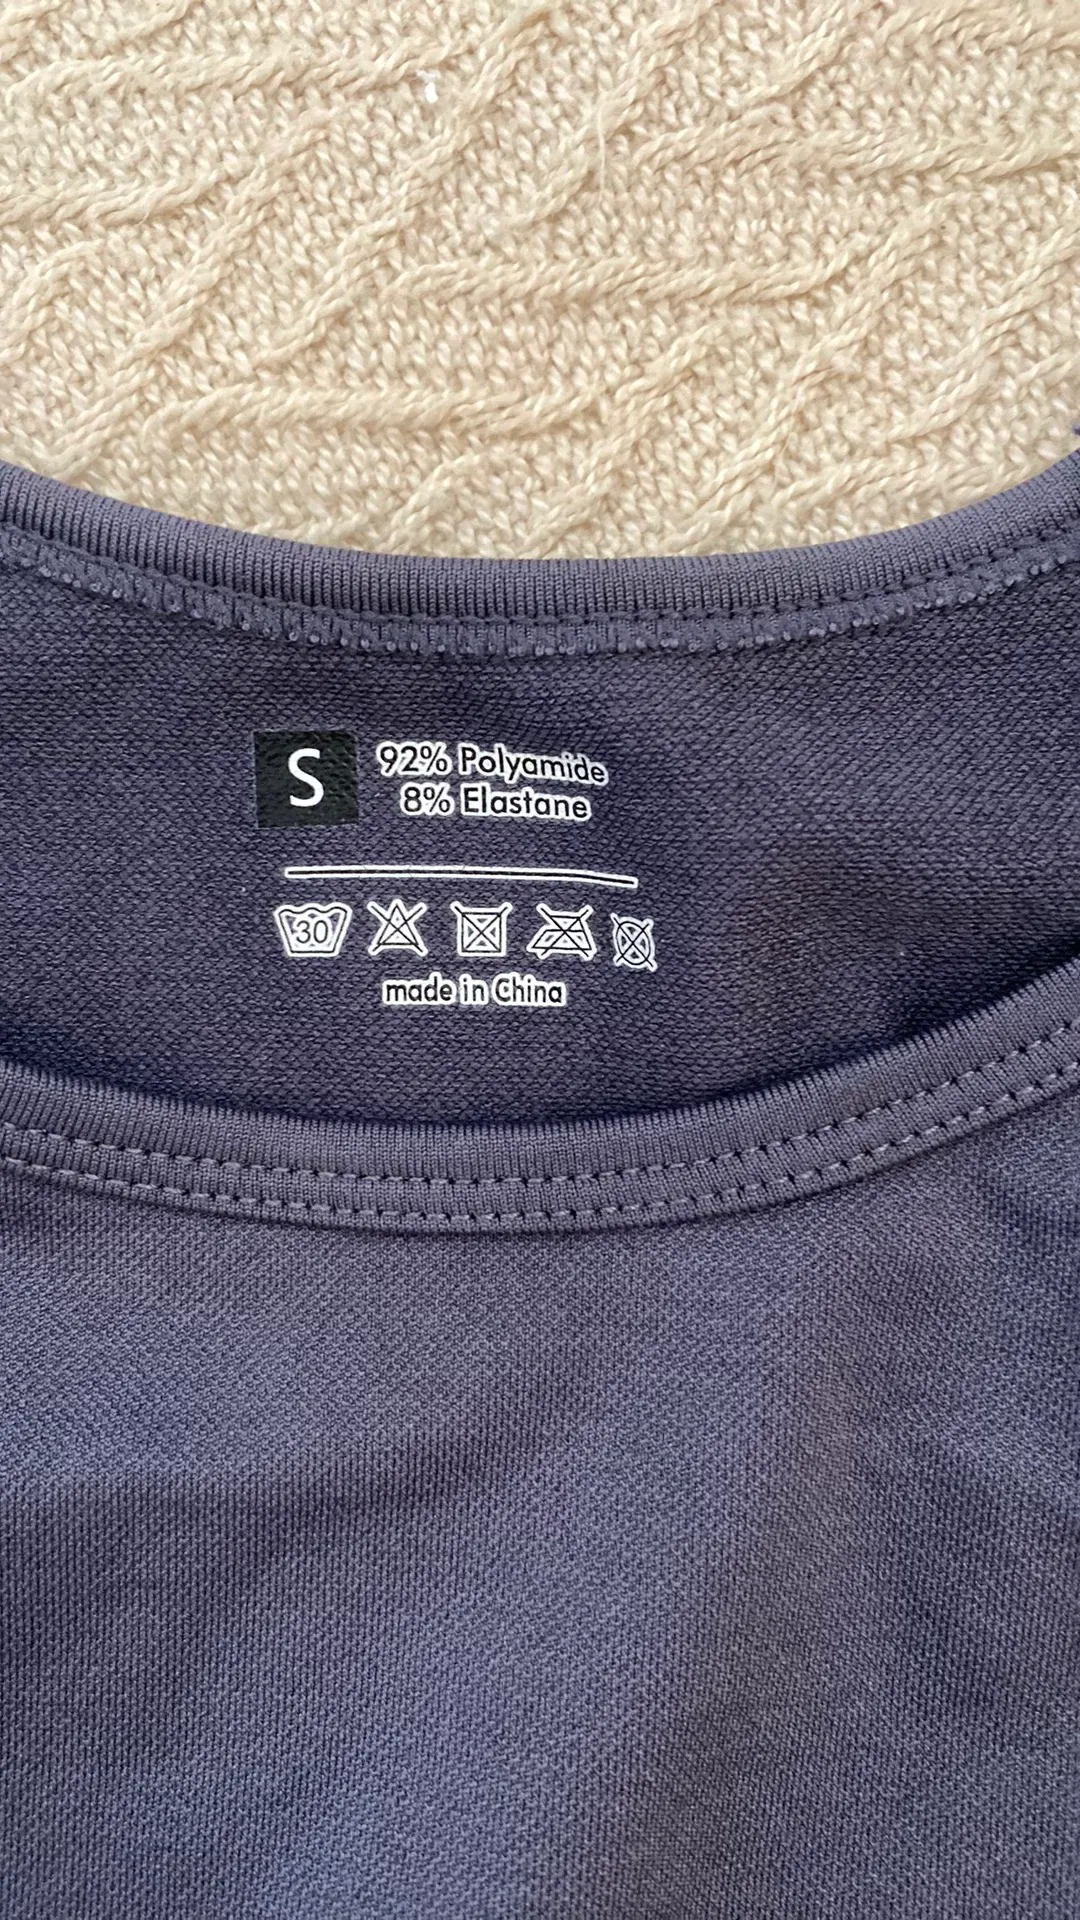 S
92% Polyamide
8% Elastane
30
made in China